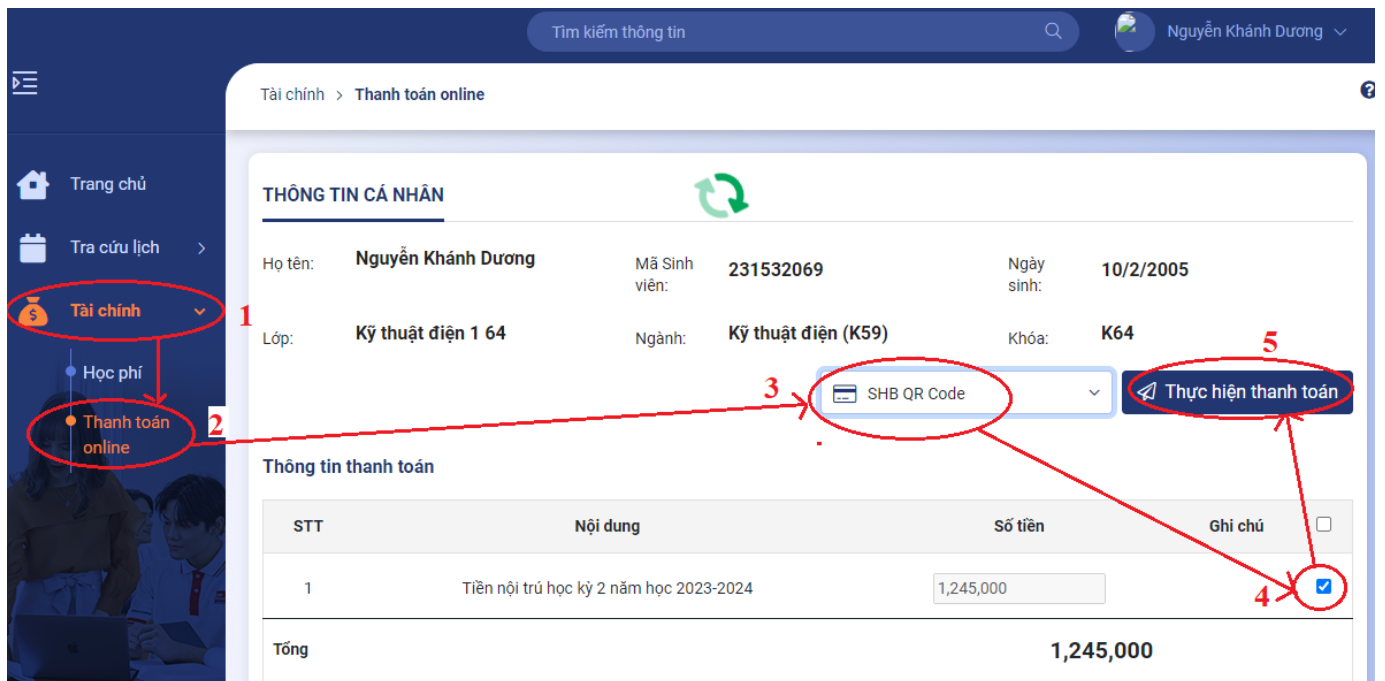 Tìm kiếm thông tin
Nguyễn Khánh Dương
Tài chính > Thanh toán online
Trang chủ
Tra cứu lịch
Tài chính
1
Học phí
Thanh toán
online
2
THÔNG TIN CÁ NHÂN
Họ tên: Nguyễn Khánh Dương Mã Sinh viên: 231532069 Ngày sinh: 10/2/2005
Lớp: Kỹ thuật điện 1 64 Ngành: Kỹ thuật điện (K59) Khóa: K64
3
SHB QR Code
5
Thực hiện thanh toán
Thông tin thanh toán
STT Nội dung Số tiền Ghi chú
1 Tiền nội trú học kỳ 2 năm học 2023-2024 1,245,000
4
Tổng 1,245,000